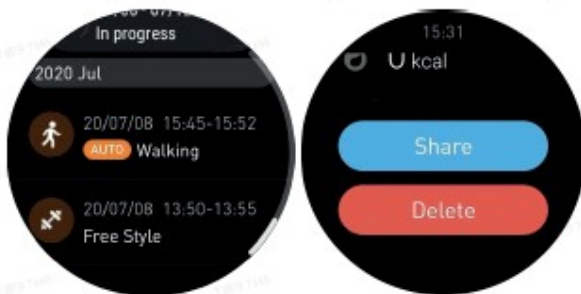 In progress
2020 Jul
20/07/08 15:45-15:52
AUTO Walking
20/07/08 13:50-13:55
Free Style
15:31
kcal
Share
Delete